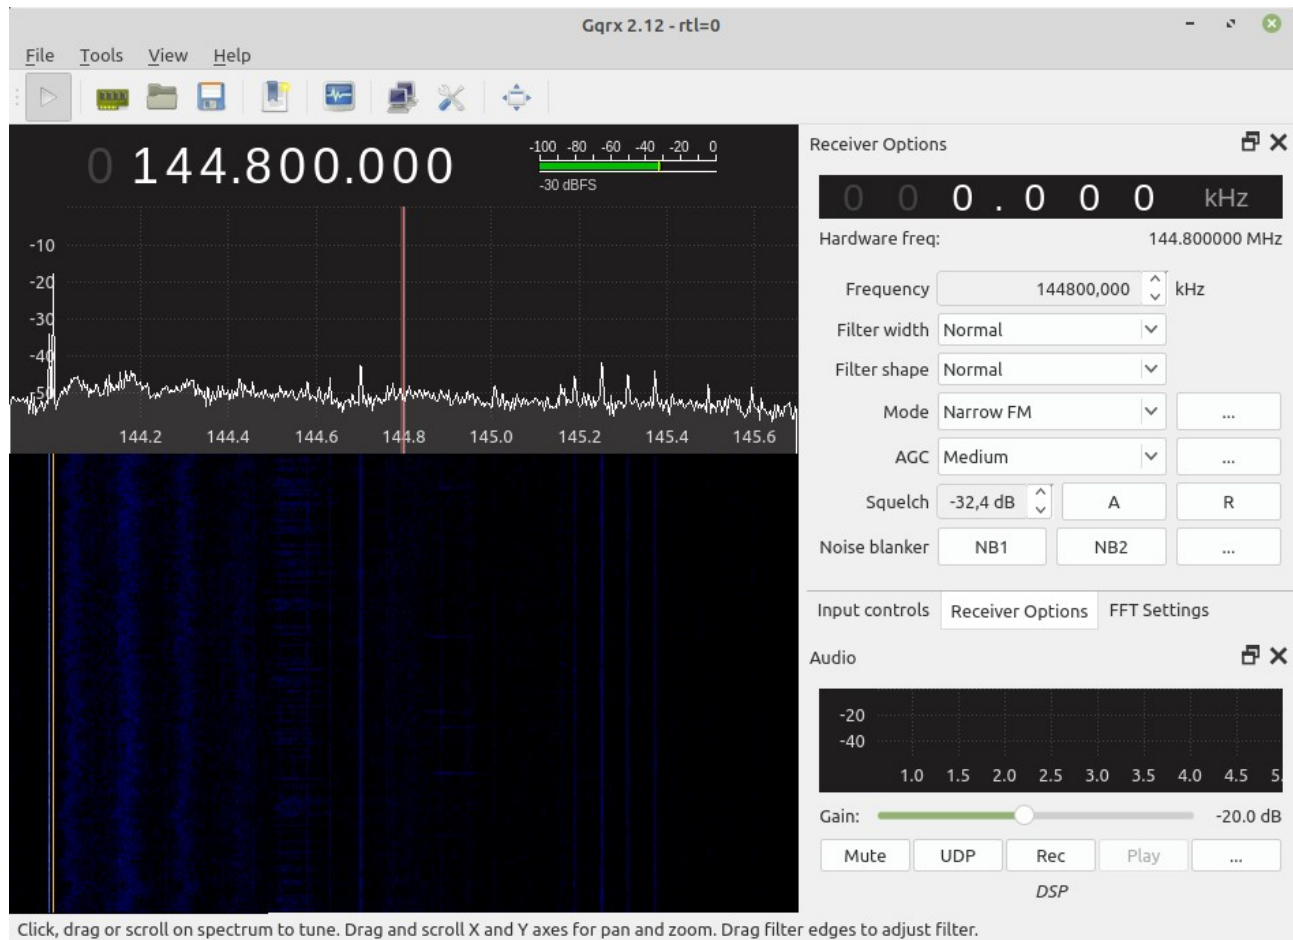 Gqrx 2.12 - rtl=0
File Tools View Help
0 144.800.000
-100 -80 -60 -40 -20 0
-30 dBFS
-10
-20
-30
-40
-50
144.2 144.4 144.6 144.8 145.0 145.2 145.4 145.6
Receiver Options
0 0 0.000 kHz
Hardware freq: 144.800000 MHz
Frequency 144800,000 kHz
Filter width Normal
Filter shape Normal
Mode Narrow FM ...
AGC Medium ...
Squelch -32,4 dB A R
Noise blanker NB1 NB2 ...
Input controls Receiver Options FFT Settings
Audio
-20
-40
1.0 1.5 2.0 2.5 3.0 3.5 4.0 4.5 5.
Gain: -20.0 dB
Mute UDP Rec Play ...
DSP
Click, drag or scroll on spectrum to tune. Drag and scroll X and Y axes for pan and zoom. Drag filter edges to adjust filter.